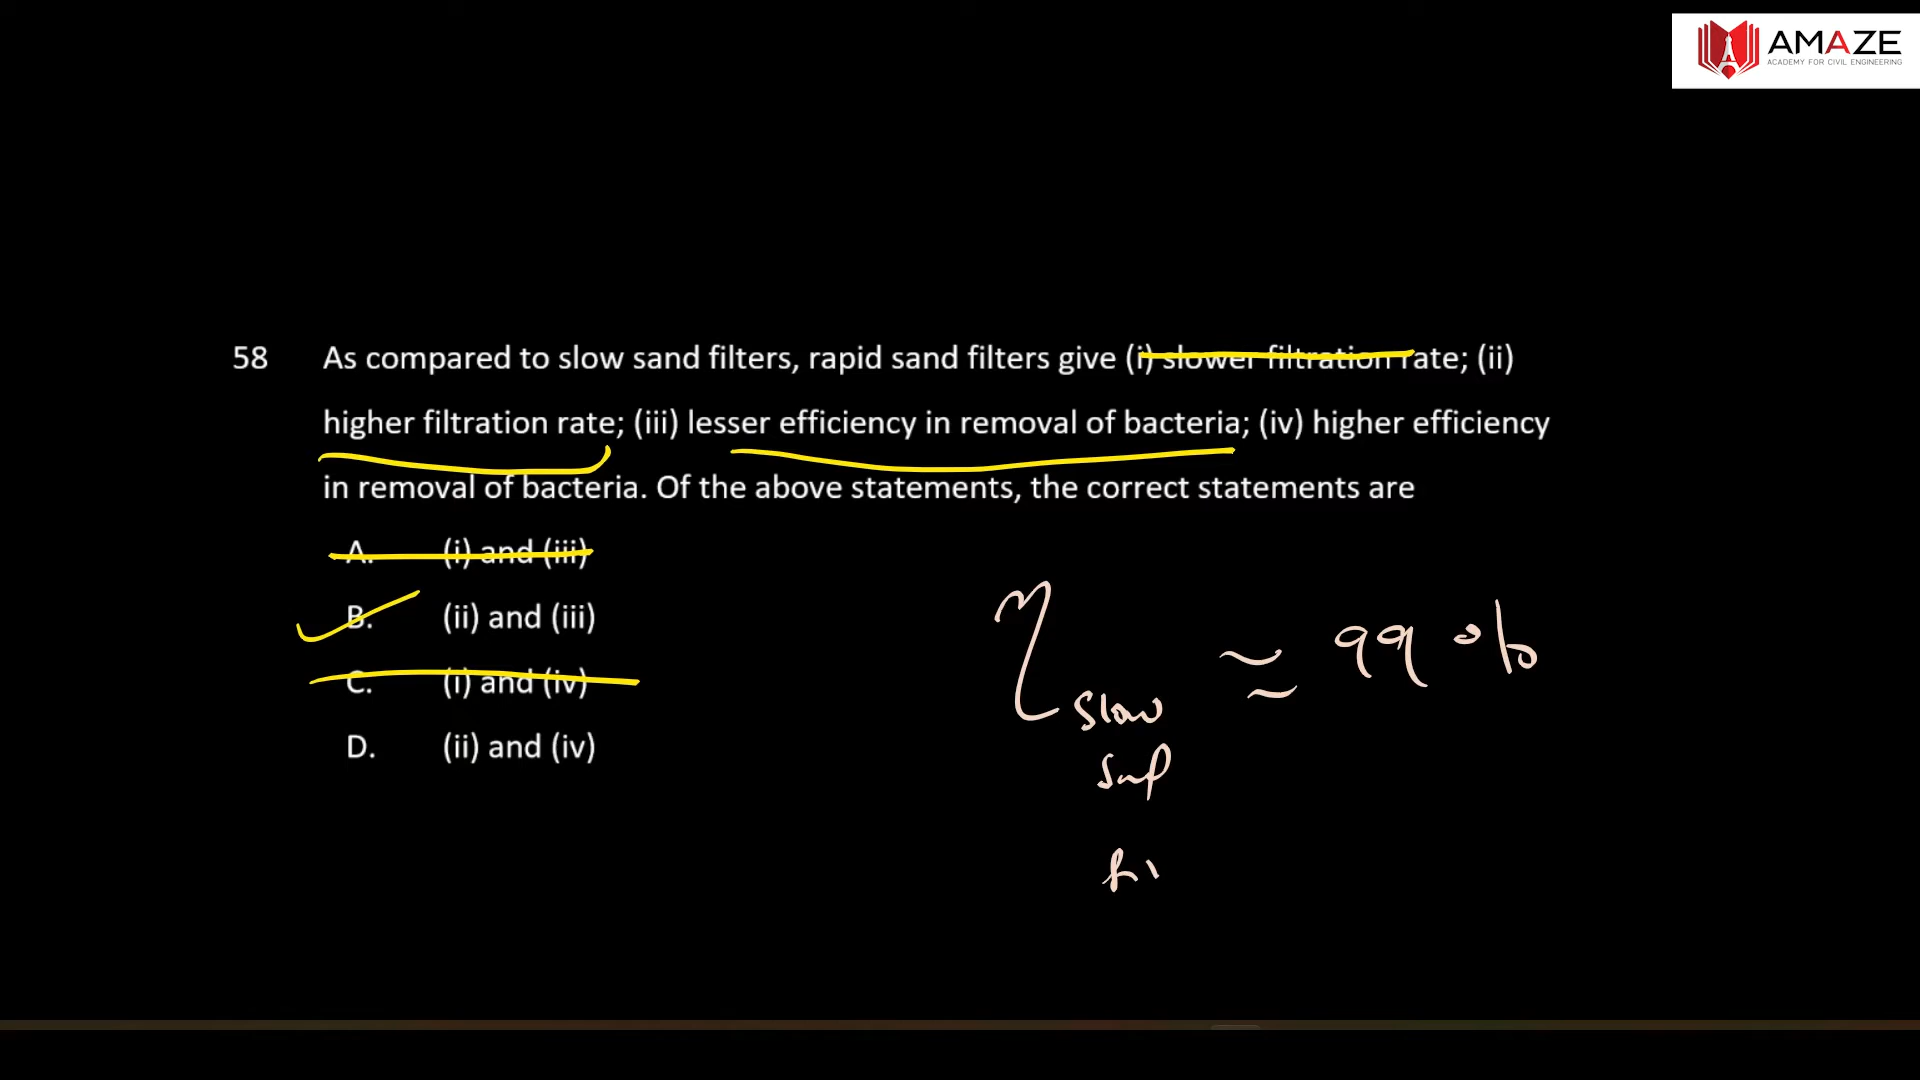 AMAZE
ACADEMY FOR CIVIL ENGINEERING
58 As compared to slow sand filters, rapid sand filters give (i) slower filtration rate; (ii)
higher filtration rate; (iii) lesser efficiency in removal of bacteria; (iv) higher efficiency
in removal of bacteria. Of the above statements, the correct statements are
A. (i) and (iii)
B. (ii) and (iii)
C. (i) and (iv)
D. (ii) and (iv)
η slow ≈ 99 %